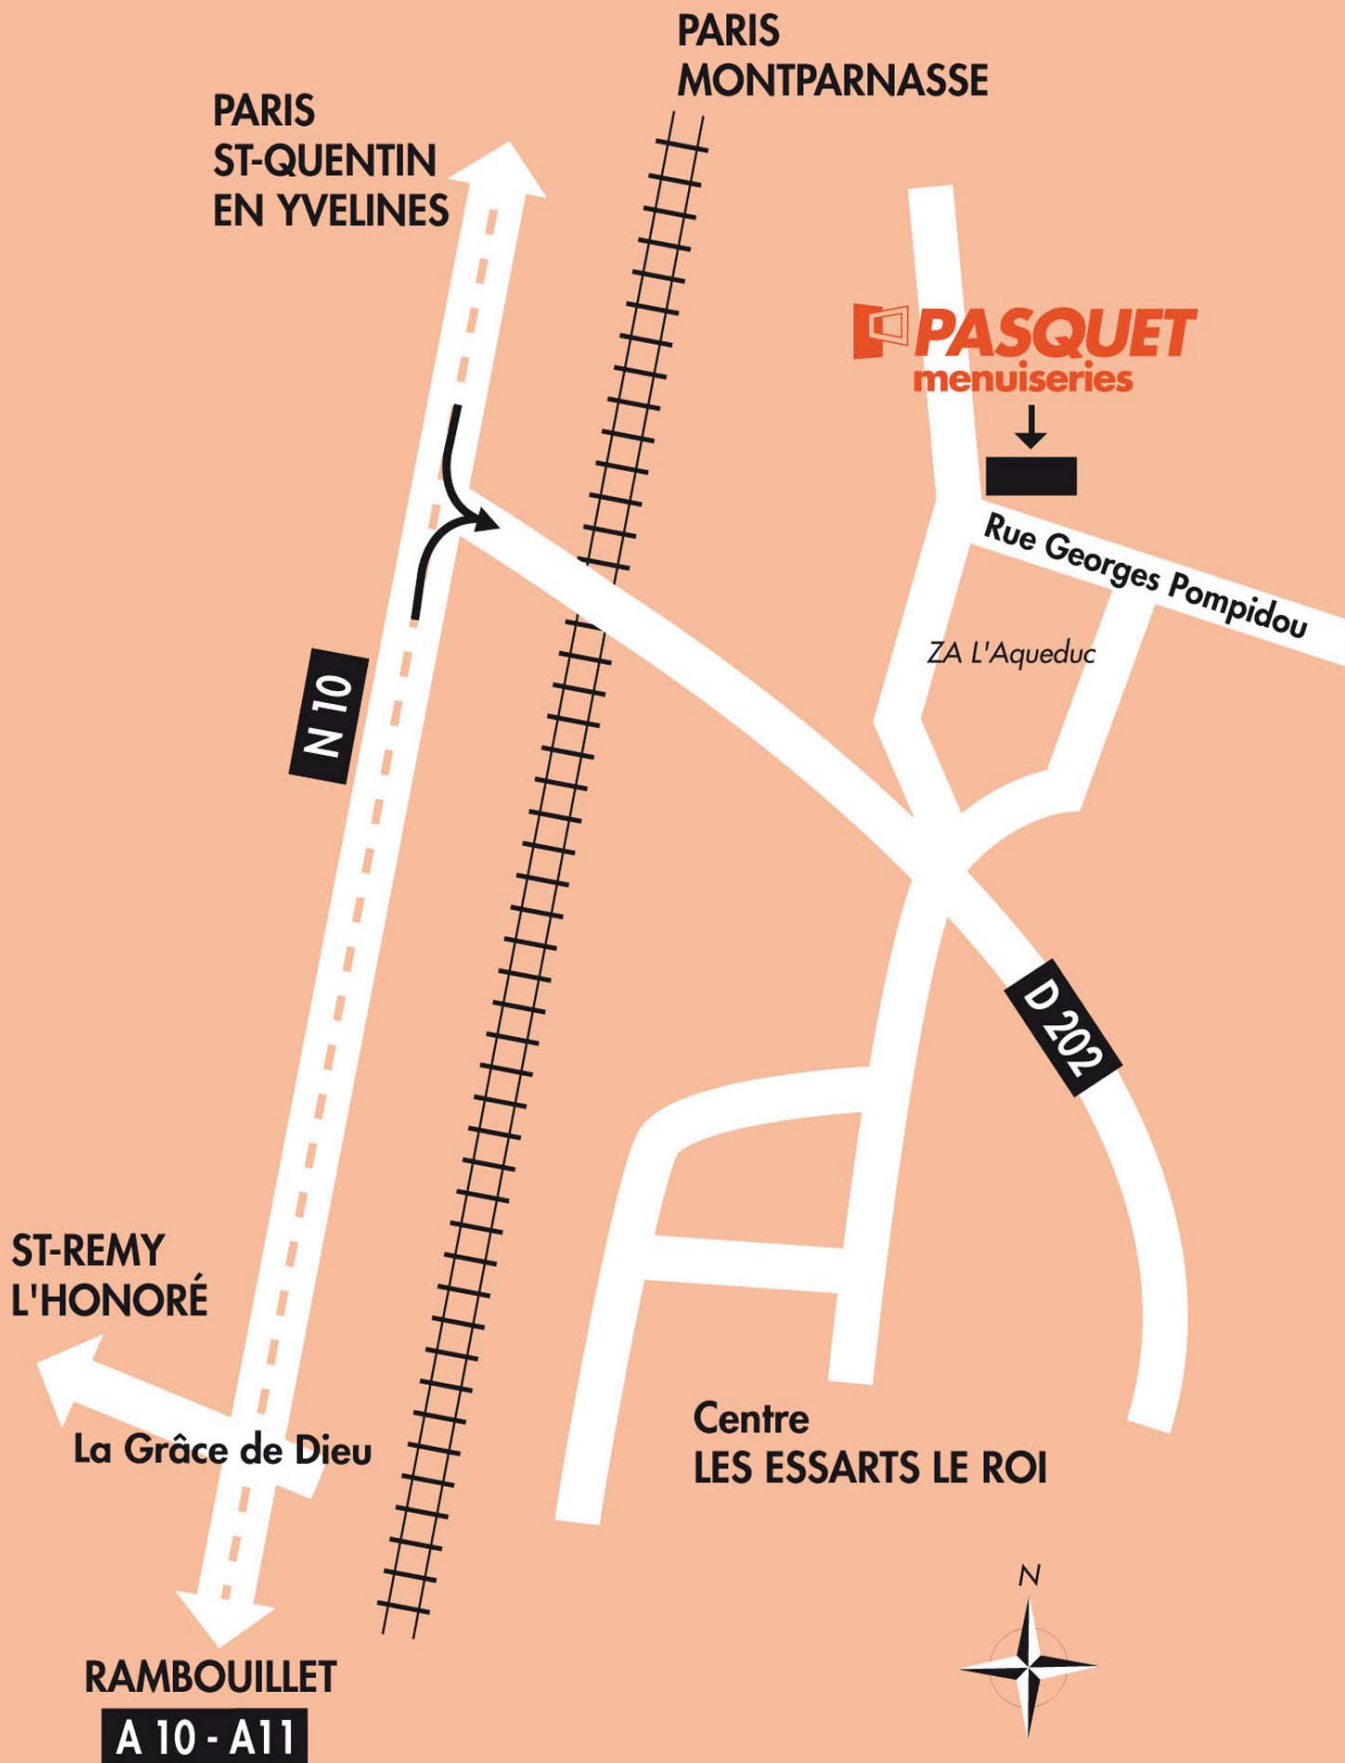 PARIS
MONTPARNASSE
PARIS
ST-QUENTIN
EN YVELINES
PASQUET
menuiseries
Rue Georges Pompidou
ZA L'Aqueduc
N 10
D 202
ST-REMY
L'HONORÉ
La Grâce de Dieu
Centre
LES ESSARTS LE ROI
N
RAMBOUILLET
A 10 - A11